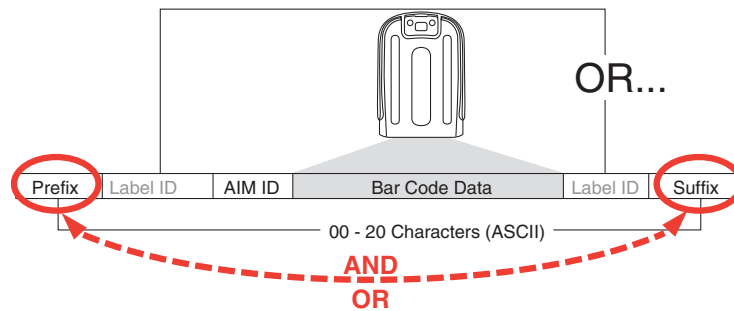 OR...
Prefix Label ID AIM ID Bar Code Data Label ID Suffix
00 - 20 Characters (ASCII)
AND
OR